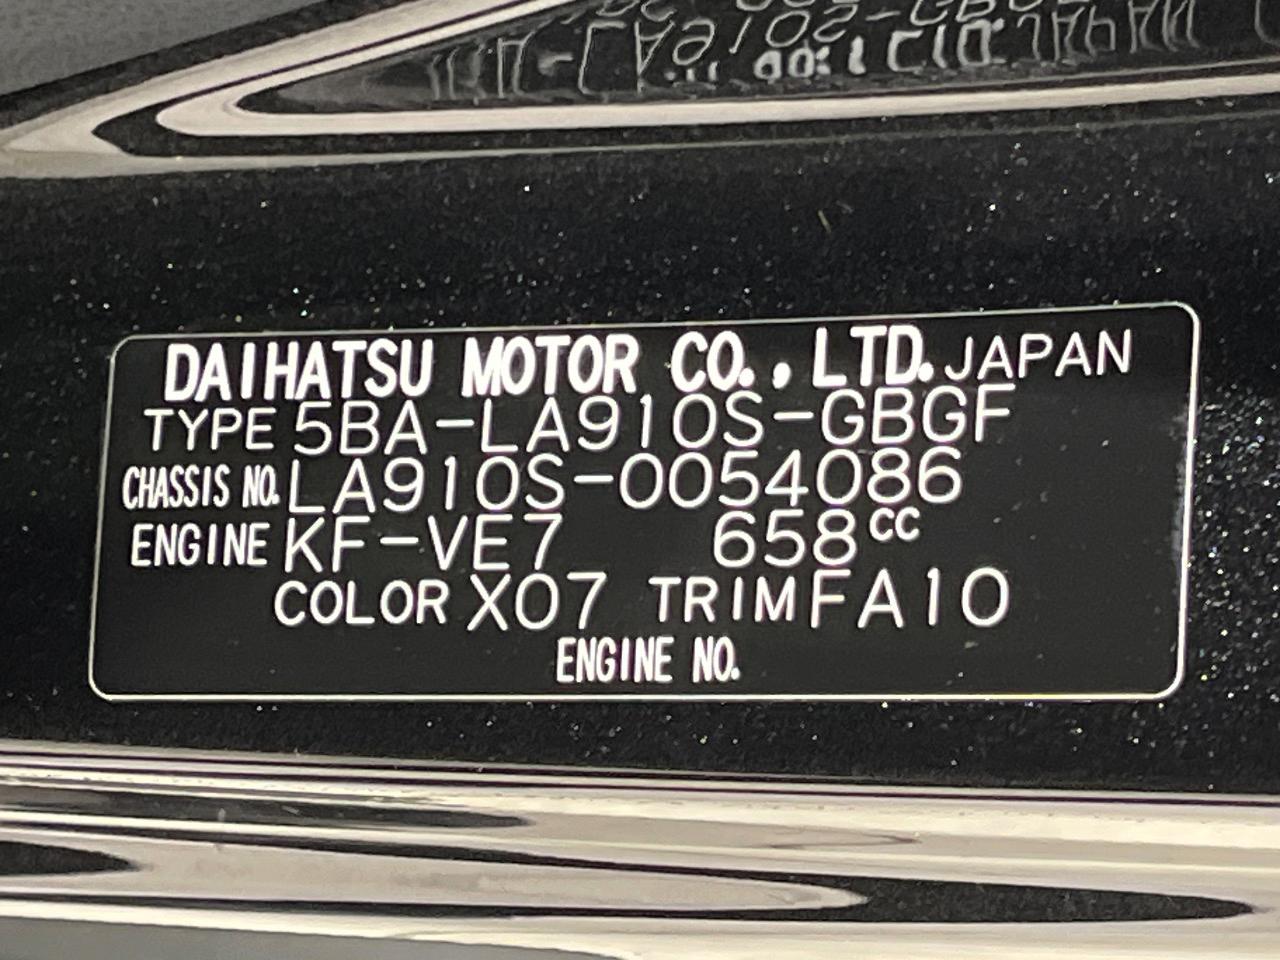 DAIHATSU MOTOR CO., LTD. JAPAN
TYPE 5BA-LA910S-GBGF
CHASSIS NO. LA910S-0054086
ENGINE KF-VE7 658cc
COLOR X07 TRIM FA10
ENGINE NO.